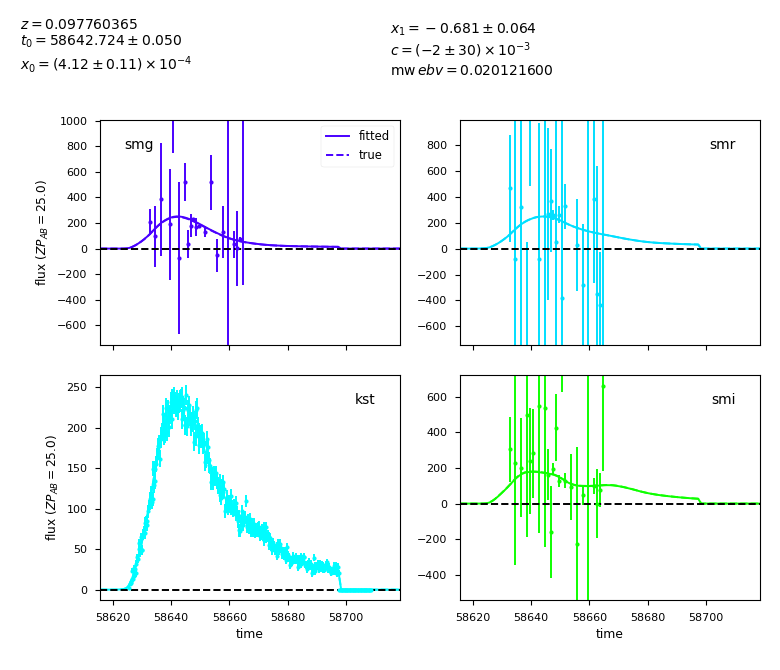 z = 0.097760365
t₀ = 58642.724 ± 0.050
x₀ = (4.12 ± 0.11) × 10⁻⁴
x₁ = −0.681 ± 0.064
c = (−2 ± 30) × 10⁻³
mw ebv = 0.020121600
smg
fitted
true
1000
800
600
400
200
0
−200
−400
−600
flux (ZP_AB = 25.0)
smr
800
600
400
200
0
−200
−400
−600
kst
250
200
150
100
50
0
flux (ZP_AB = 25.0)
58620 58640 58660 58680 58700
time
smi
600
400
200
0
−200
−400
58620 58640 58660 58680 58700
time